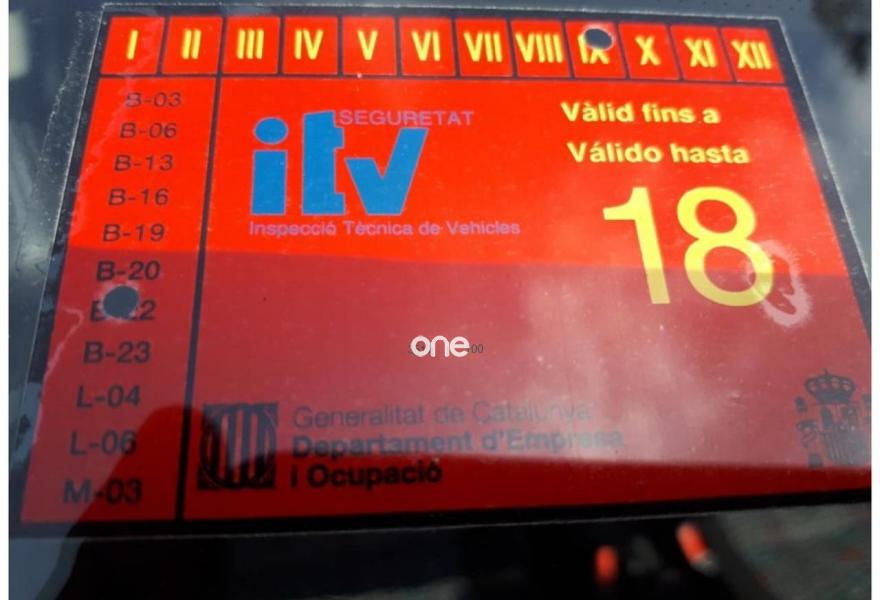 I II III IV V VI VII VIII IX X XI XII
B-03
B-06
B-13
B-16
B-19
B-20
B-22
B-23
L-04
L-06
M-03
SEGURETAT
itv
Inspecció Tècnica de Vehicles
Vàlid fins a
Válido hasta
18
one
Generalitat de Catalunya
Departament d'Empresa
i Ocupació